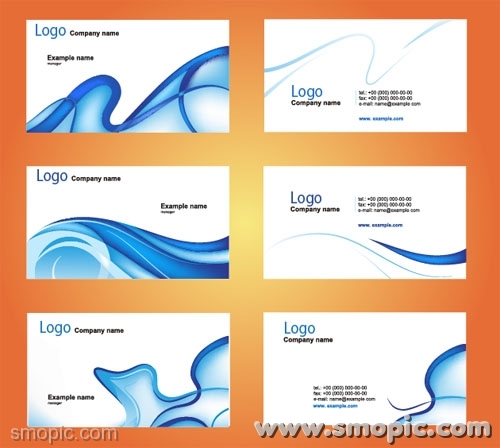 Logo Company name
Example name
manager
Logo
Company name
tel.: +00 (000) 000-00-00
fax.: +00 (000) 000-00-00
e-mail: name@example.com
www. example.com
Logo Company name
Example name
manager
Logo
Company name
tel.: +00 (000) 000-00-00
fax.: +00 (000) 000-00-00
e-mail: name@example.com
www. example.com
Logo
Company name
Example name
manager
Logo
Company name
tel.: +00 (000) 000-00-00
fax.: +00 (000) 000-00-00
e-mail: name@example.com
www. example.com
smopic.com
www.smopic.com